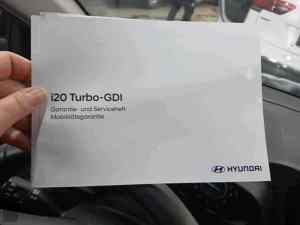 i20 Turbo-GDI
Garantie- und Serviceheft
Mobilitätsgarantie
HYUNDAI